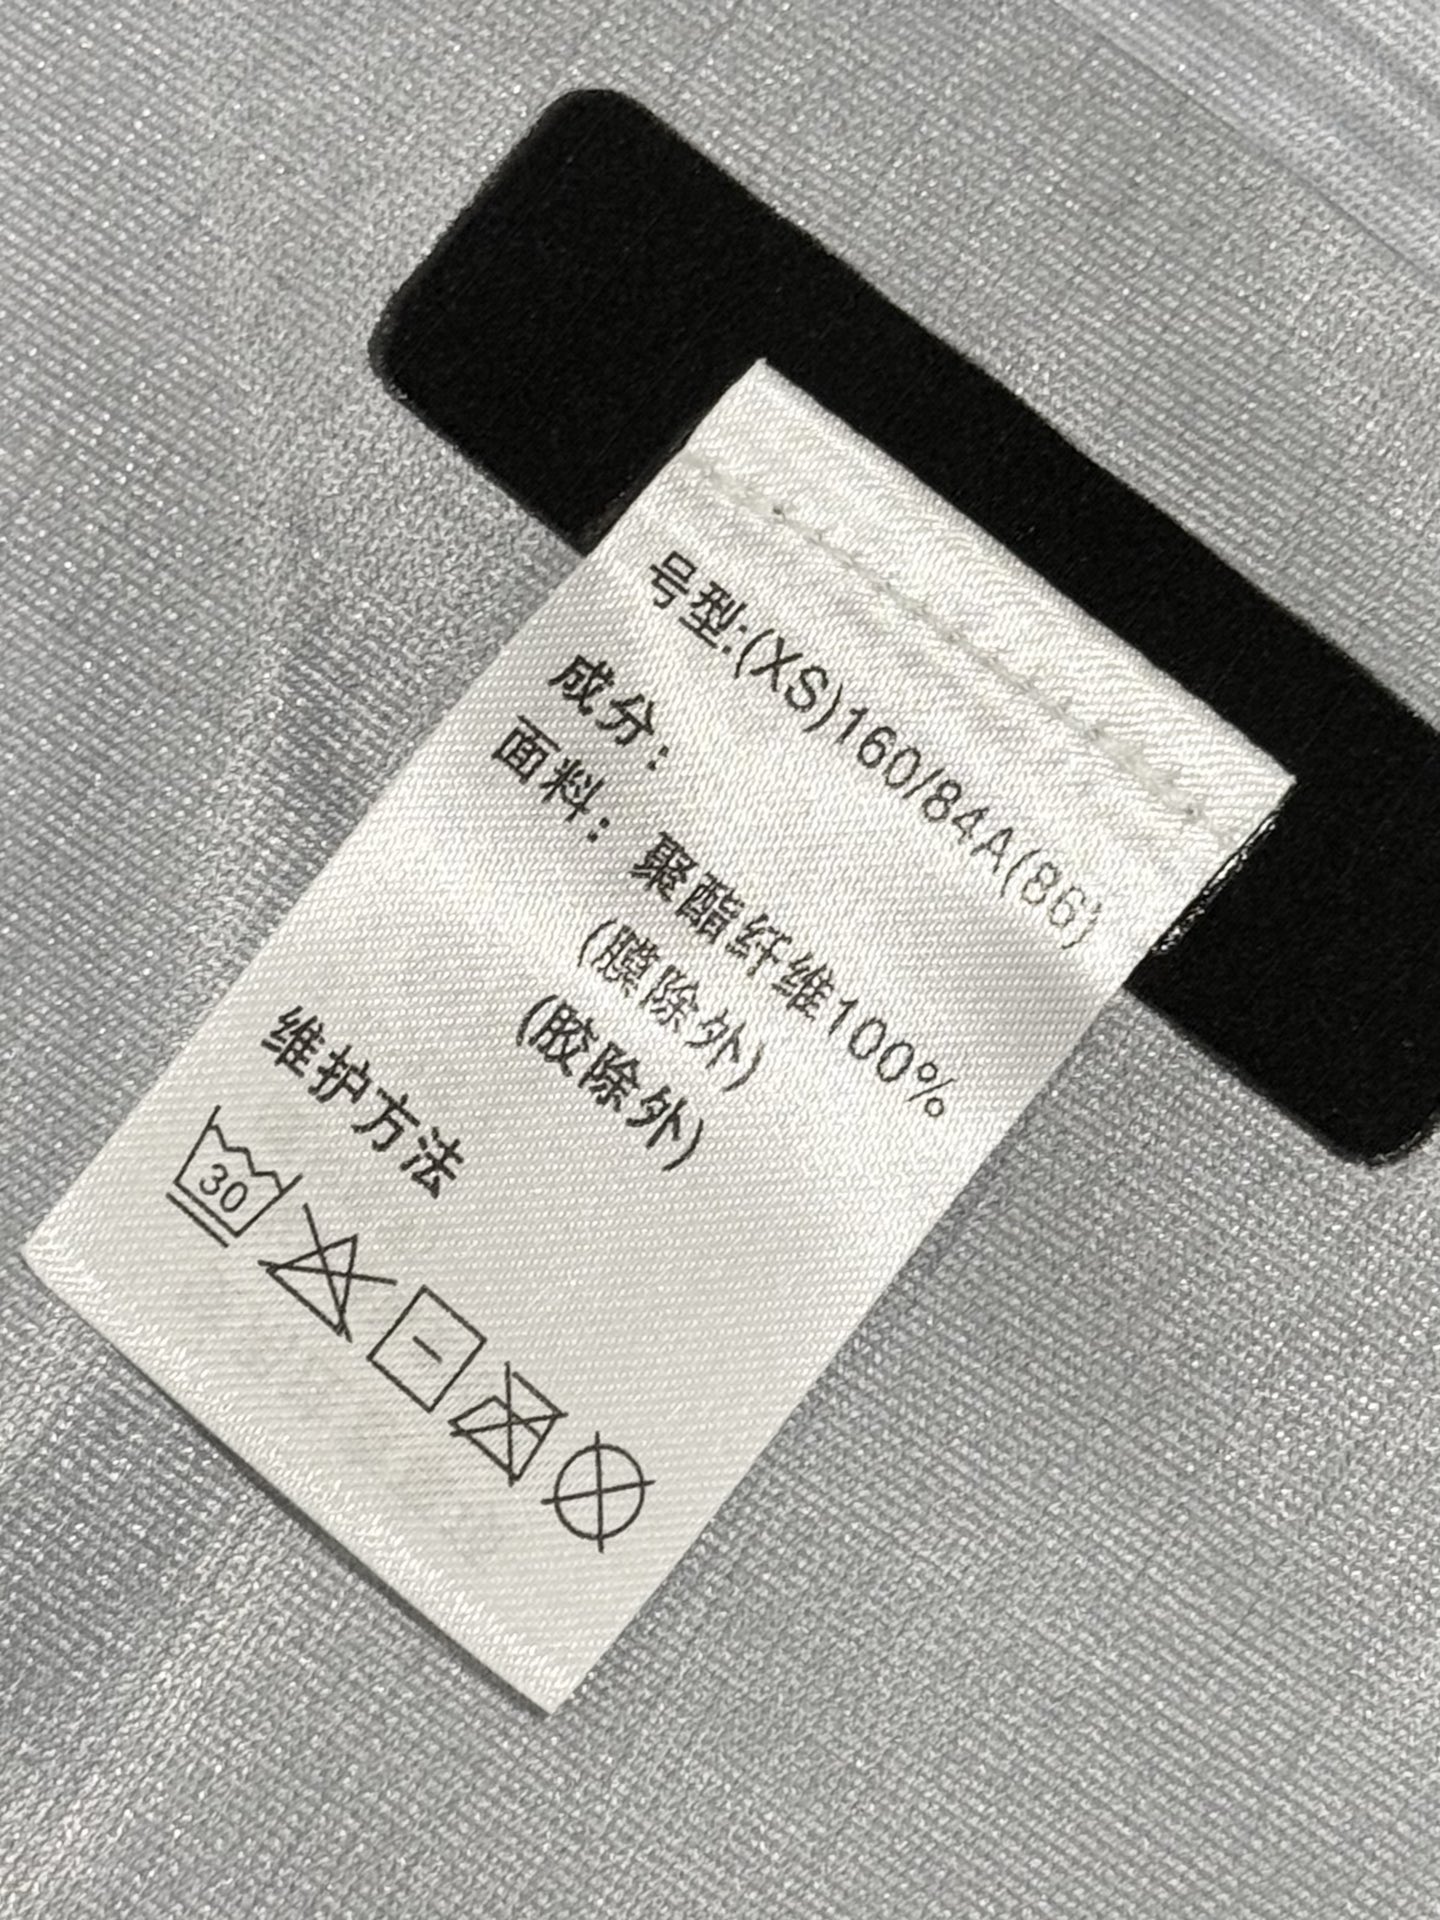 号型:(XS)160/84A(86)
成分:
面料: 聚酯纤维100%
(膜除外)
(胶除外)
维护方法
30